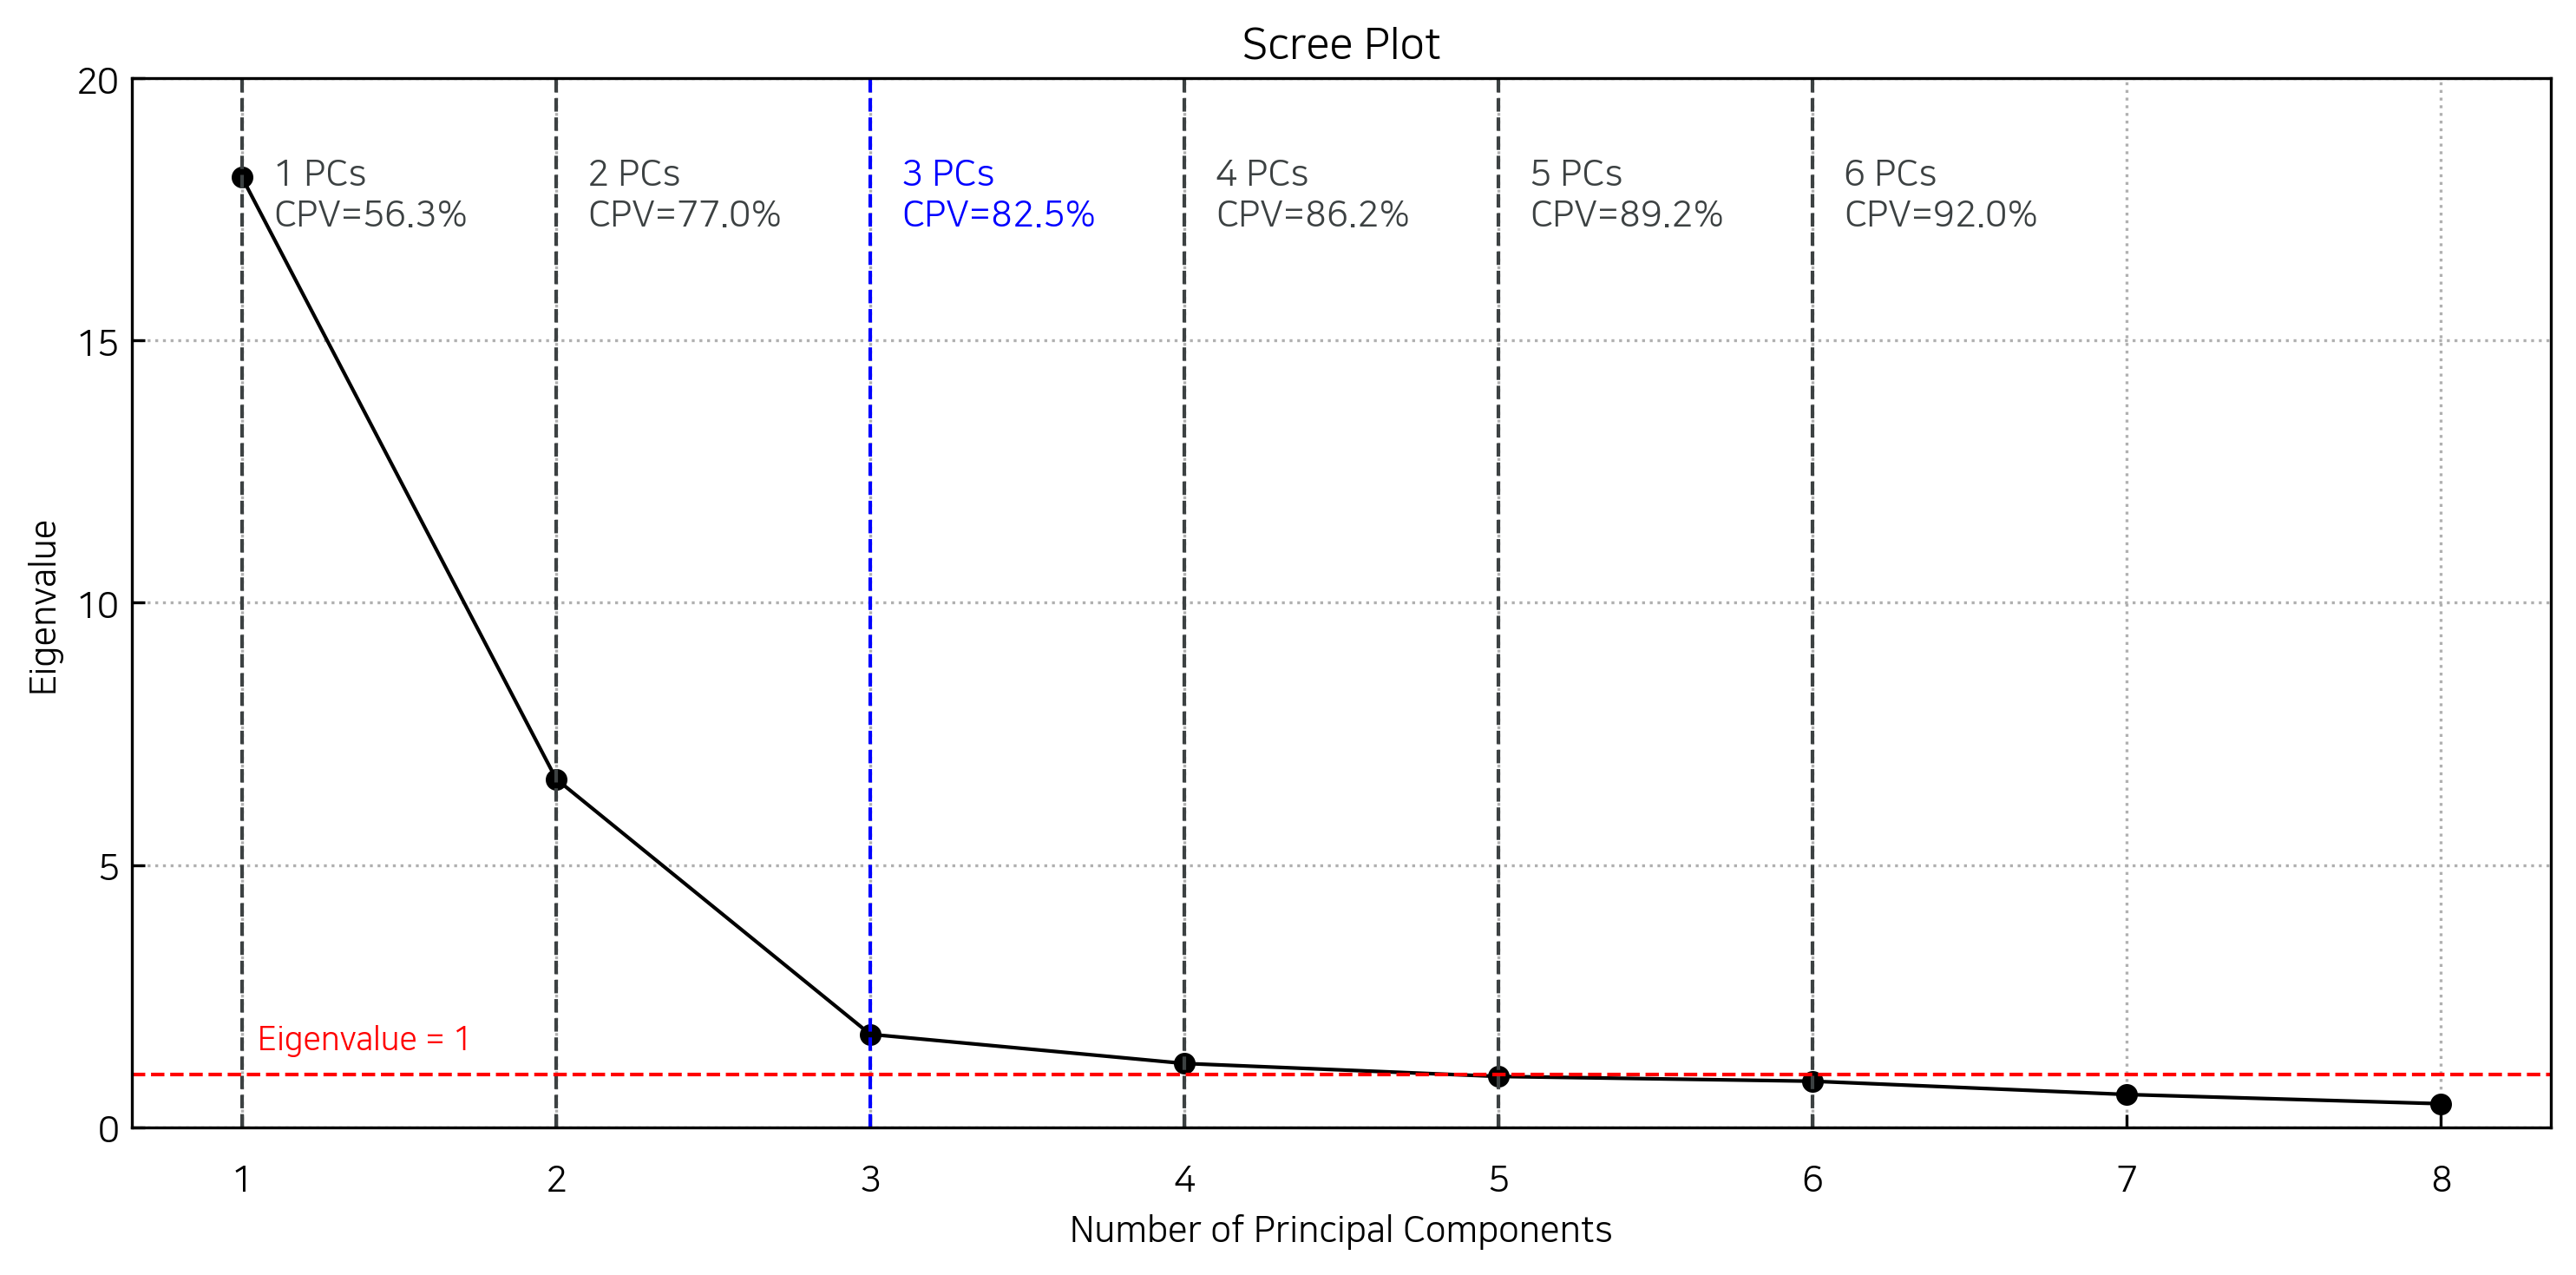 Scree Plot
20
15
10
5
0
Eigenvalue
1 PCs
CPV=56.3%
2 PCs
CPV=77.0%
3 PCs
CPV=82.5%
4 PCs
CPV=86.2%
5 PCs
CPV=89.2%
6 PCs
CPV=92.0%
Eigenvalue = 1
1 2 3 4 5 6 7 8
Number of Principal Components